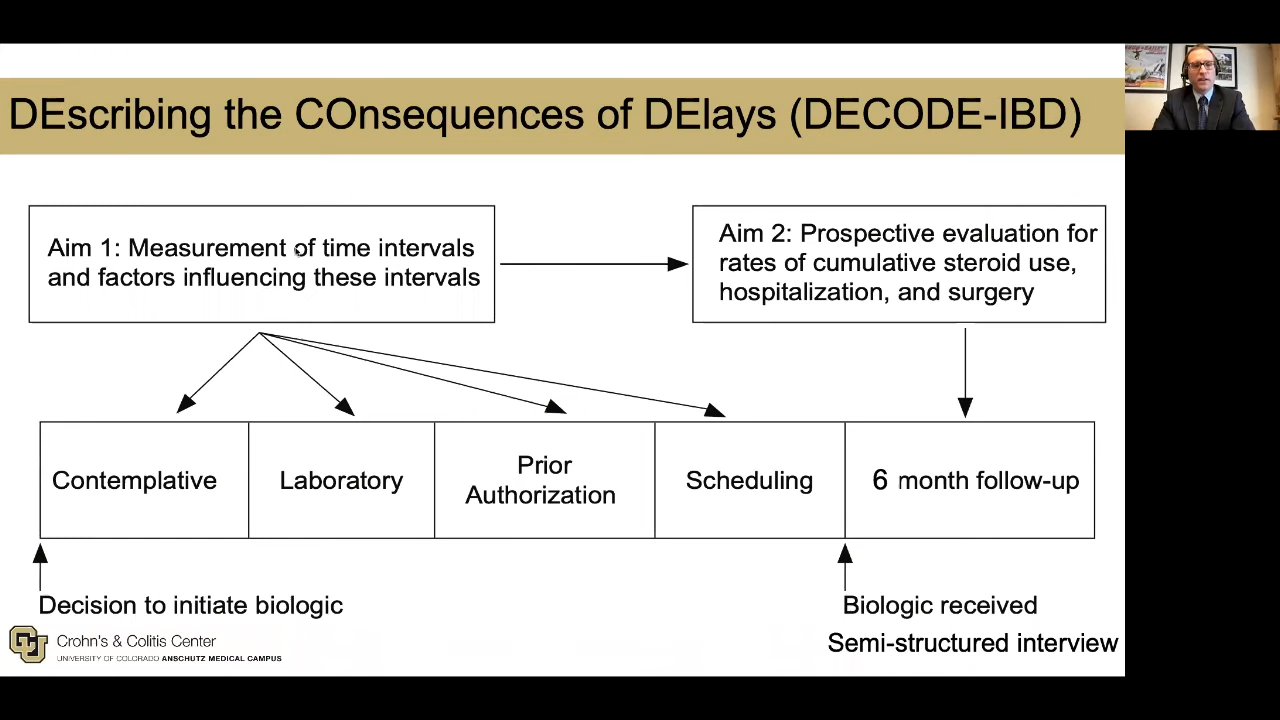 DEscribing the COnsequences of DElays (DECODE-IBD)
Aim 1: Measurement of time intervals
and factors influencing these intervals
Aim 2: Prospective evaluation for
rates of cumulative steroid use,
hospitalization, and surgery
Contemplative
Laboratory
Prior
Authorization
Scheduling
6 month follow-up
Decision to initiate biologic
Biologic received
Semi-structured interview
CU
Crohn's & Colitis Center
UNIVERSITY OF COLORADO ANSCHUTZ MEDICAL CAMPUS